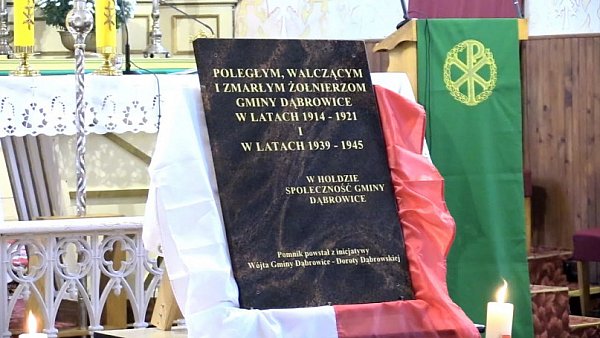 POLEGŁYM, WALCZĄCYM
I ZMARŁYM ŻOŁNIERZOM
GMINY DĄBROWICE
W LATACH 1914 - 1921
I
W LATACH 1939 - 1945
W HOŁDZIE
SPOŁECZNOŚĆ GMINY
DĄBROWICE
Pomnik powstał z inicjatywy
Wójta Gminy Dąbrowice - Doroty Dąbrowskiej